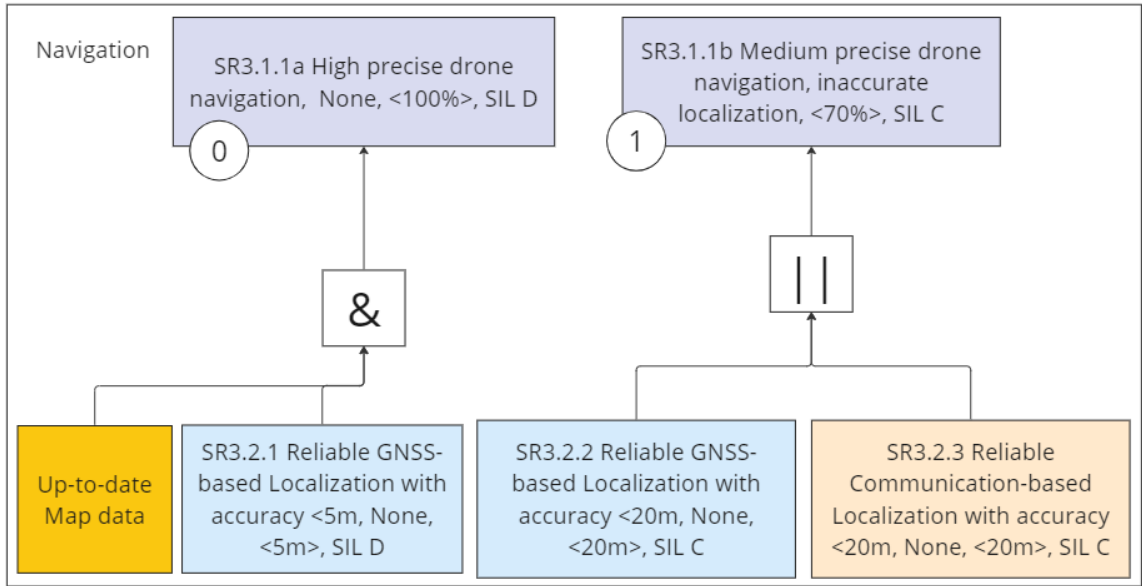 Navigation
SR3.1.1a High precise drone
navigation,  None, <100%>, SIL D
0
SR3.1.1b Medium precise drone
navigation, inaccurate
localization, <70%>, SIL C
1
&
||
Up-to-date
Map data
SR3.2.1 Reliable GNSS-
based Localization with
accuracy <5m, None,
<5m>, SIL D
SR3.2.2 Reliable GNSS-
based Localization with
accuracy <20m, None,
<20m>, SIL C
SR3.2.3 Reliable
Communication-based
Localization with accuracy
<20m, None, <20m>, SIL C